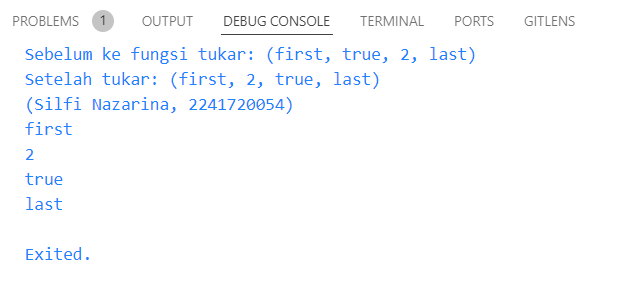 PROBLEMS 1 OUTPUT DEBUG CONSOLE TERMINAL PORTS GITLENS
Sebelum ke fungsi tukar: (first, true, 2, last)
Setelah tukar: (first, 2, true, last)
(Silfi Nazarina, 2241720054)
first
2
true
last
Exited.